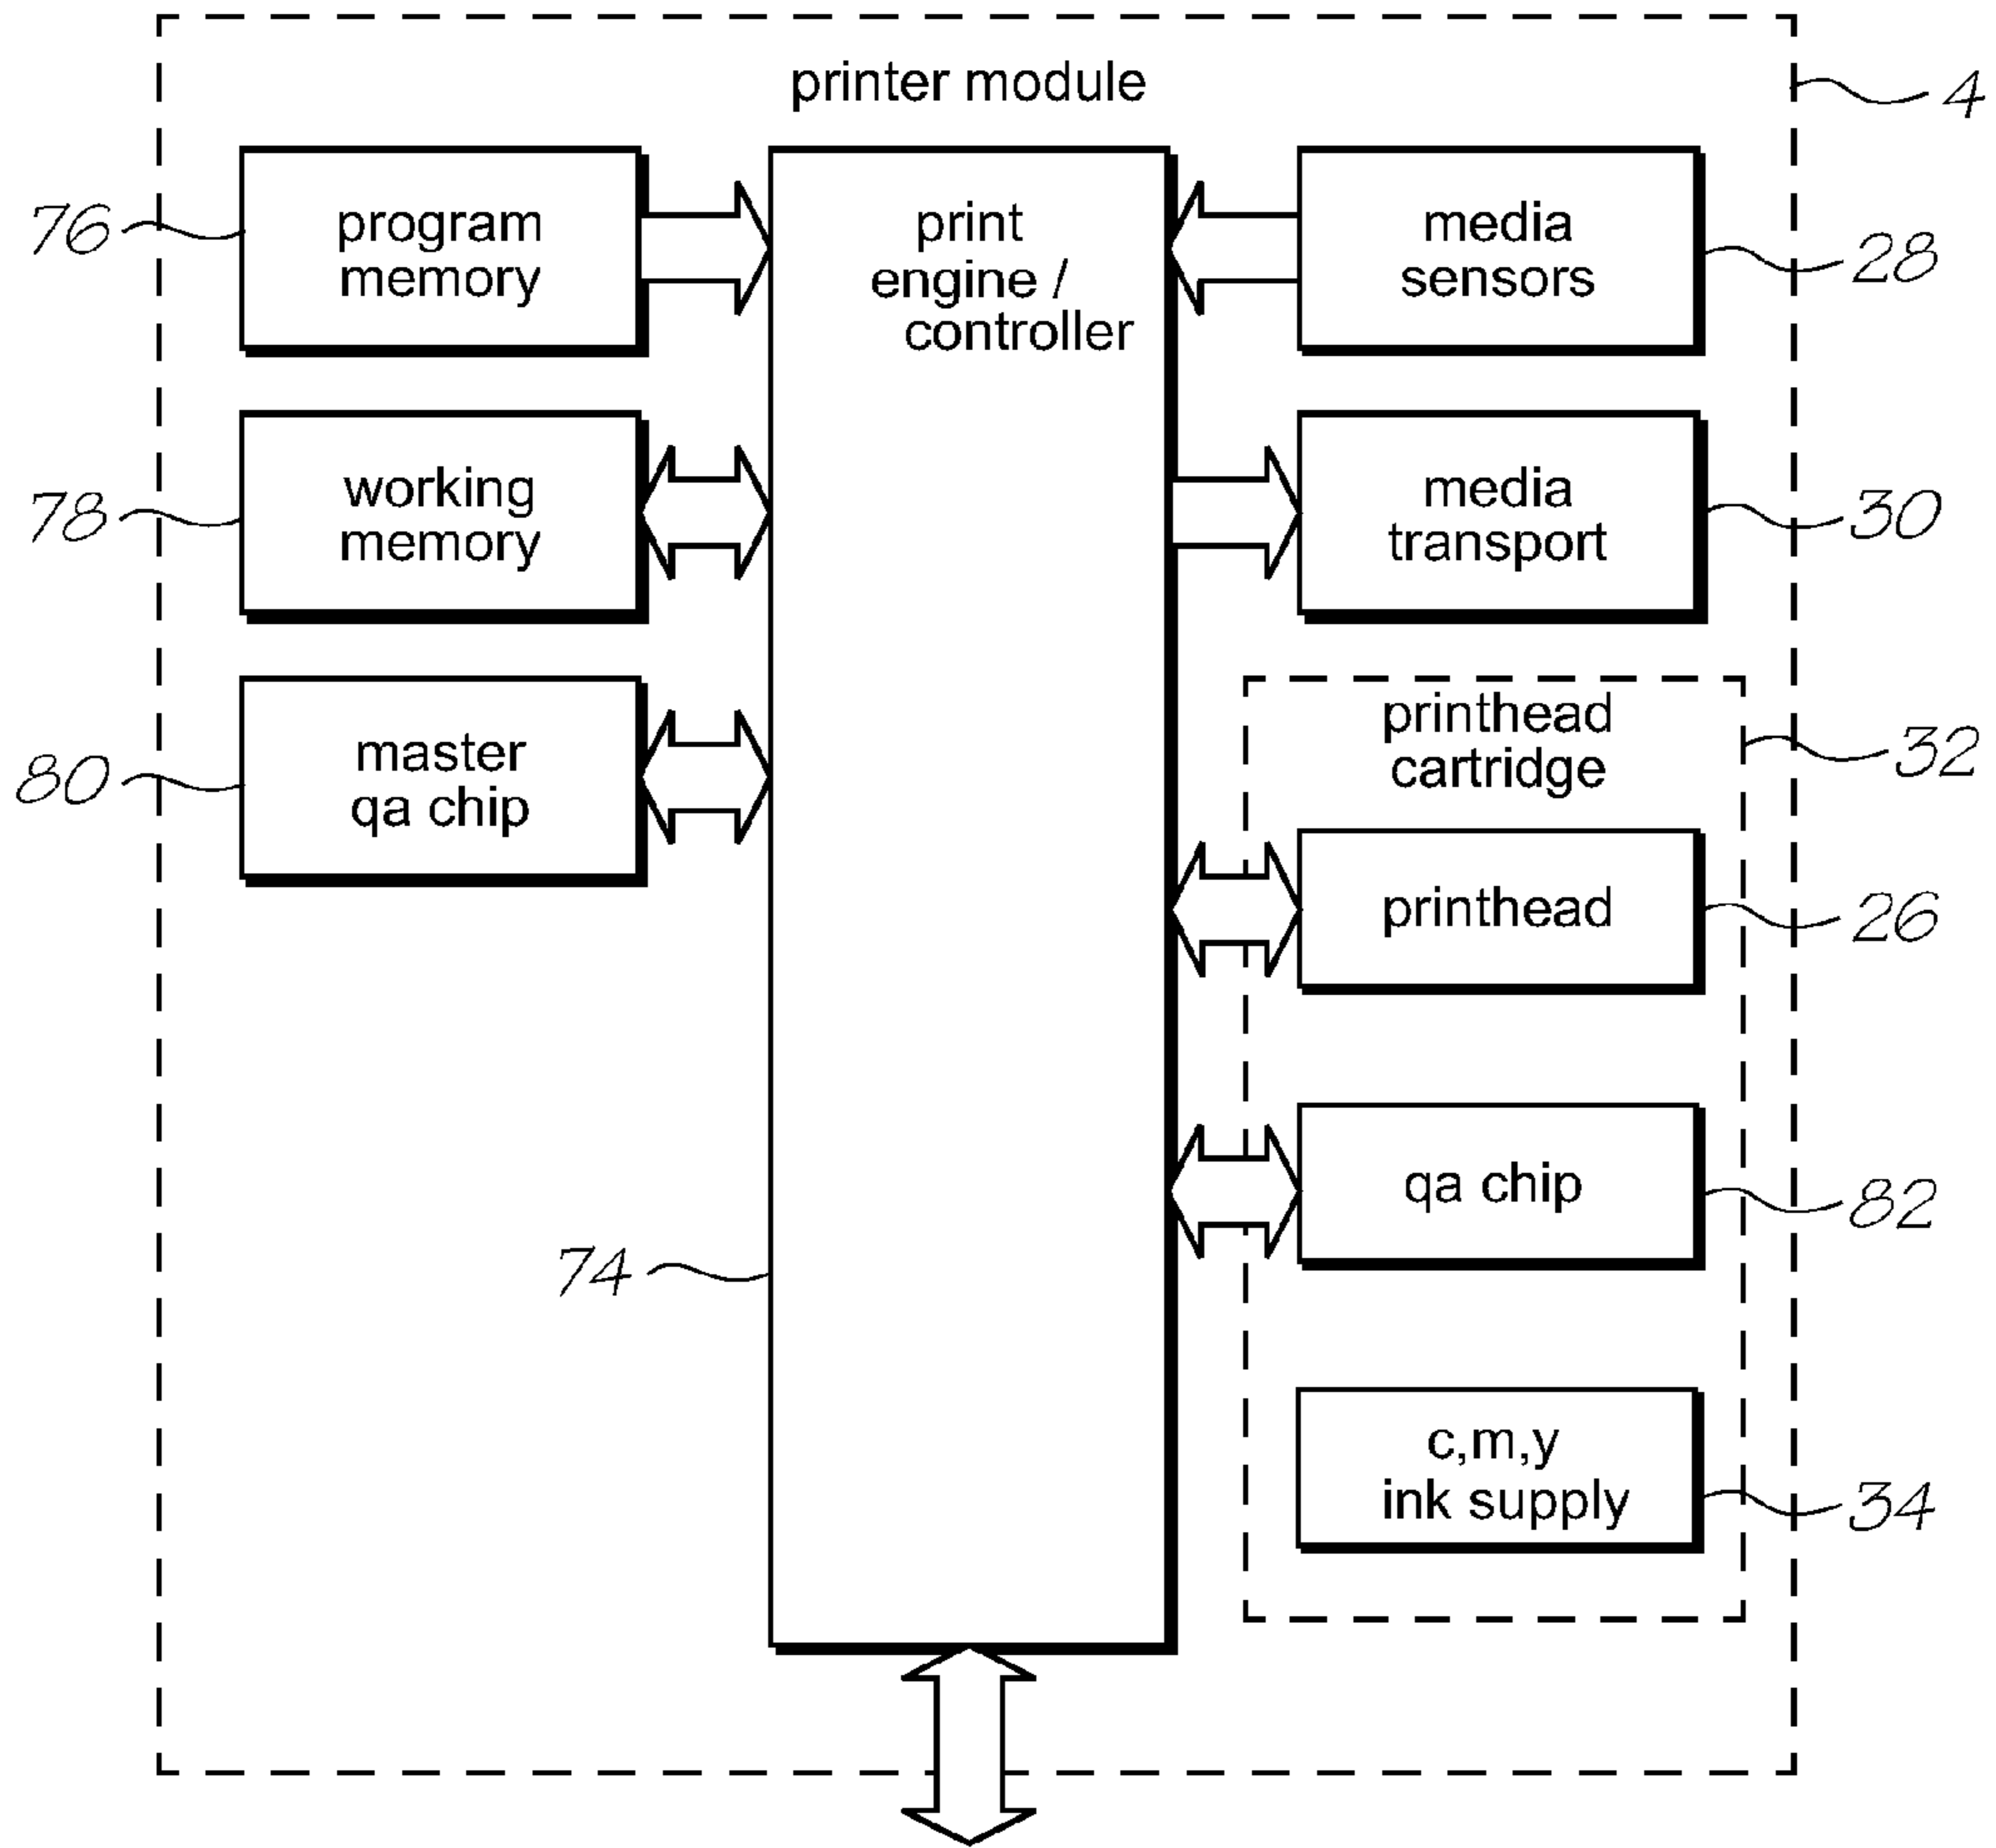 printer module
4
program
memory
76
print
engine /
controller
media
sensors
28
working
memory
78
media
transport
30
master
qa chip
80
printhead
cartridge
32
printhead
26
qa chip
82
74
c,m,y
ink supply
34